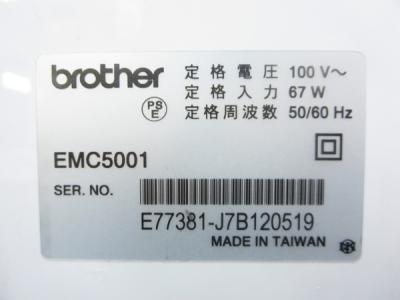 brother
定格電圧 100 V～
定格入力 67 W
定格周波数 50/60 Hz
PS
E
EMC5001
SER. NO.
E77381-J7B120519
MADE IN TAIWAN